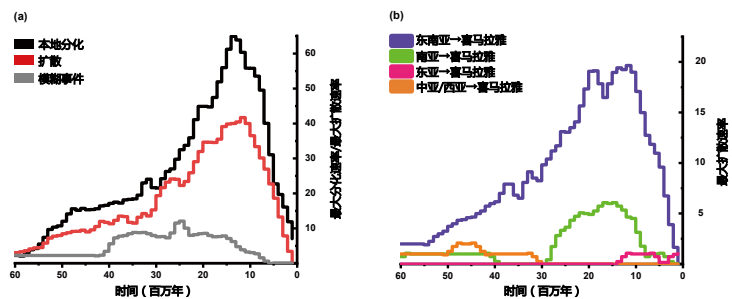 (a)
本地分化
扩散
模糊事件
60
50
40
30
20
10
最大分化速率/最大扩散速率
60 50 40 30 20 10 0
时间（百万年）
(b)
东南亚→喜马拉雅
南亚→喜马拉雅
东亚→喜马拉雅
中亚/西亚→喜马拉雅
20
15
10
5
最大扩散速率
60 50 40 30 20 10 0
时间（百万年）